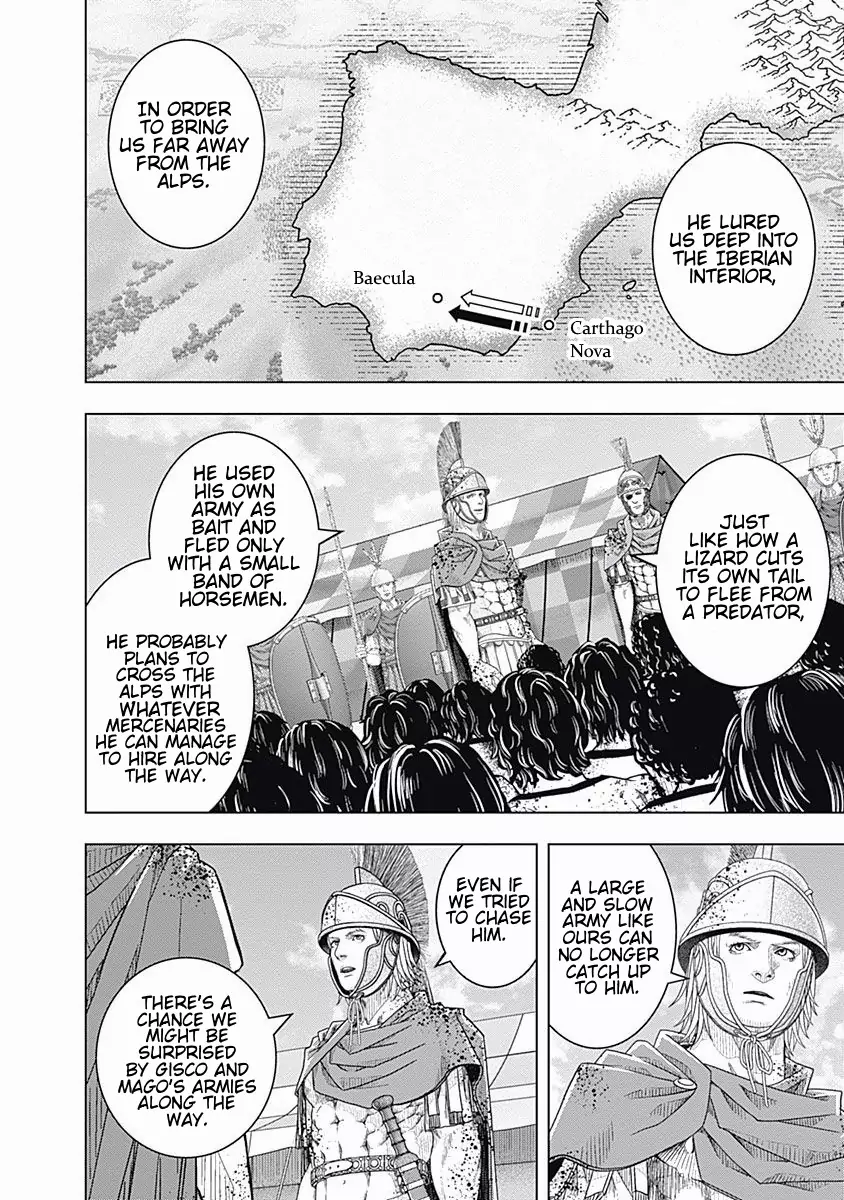 HE LURED
US DEEP INTO
THE IBERIAN
INTERIOR,
IN ORDER
TO BRING
US FAR AWAY
FROM THE
ALPS.
Baecula
Carthago
Nova
JUST
LIKE HOW A
LIZARD CUTS
ITS OWN TAIL
TO FLEE FROM
A PREDATOR,
HE USED
HIS OWN
ARMY AS
BAIT AND
FLED ONLY
WITH A SMALL
BAND OF
HORSEMEN.
HE PROBABLY
PLANS TO
CROSS THE
ALPS WITH
WHATEVER
MERCENARIES
HE CAN MANAGE
TO HIRE ALONG
THE WAY.
A LARGE
AND SLOW
ARMY LIKE
OURS CAN
NO LONGER
CATCH UP
TO HIM.
EVEN IF
WE TRIED
TO CHASE
HIM.
THERE'S A
CHANCE WE
MIGHT BE
SURPRISED
BY GISCO AND
MAGO'S ARMIES
ALONG THE
WAY.